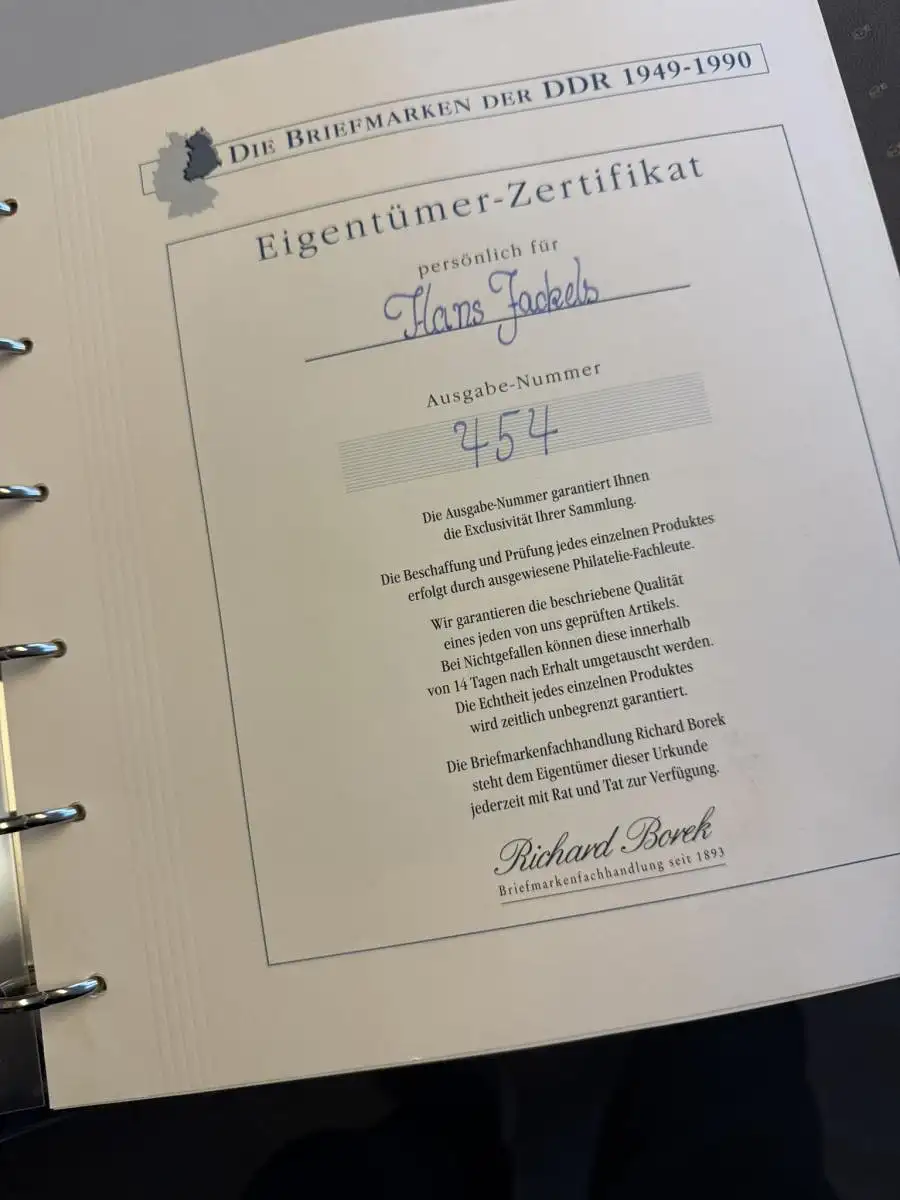 DIE BRIEFMARKEN DER DDR 1949-1990
Eigentümer-Zertifikat
persönlich für
Hans Jackels
Ausgabe-Nummer
454
Die Ausgabe-Nummer garantiert Ihnen
die Exclusivität Ihrer Sammlung.
Die Beschaffung und Prüfung jedes einzelnen Produktes
erfolgt durch ausgewiesene Philatelie-Fachleute.
Wir garantieren die beschriebene Qualität
eines jeden von uns geprüften Artikels.
Bei Nichtgefallen können diese innerhalb
von 14 Tagen nach Erhalt umgetauscht werden.
Die Echtheit jedes einzelnen Produktes
wird zeitlich unbegrenzt garantiert.
Die Briefmarkenfachhandlung Richard Borek
steht dem Eigentümer dieser Urkunde
jederzeit mit Rat und Tat zur Verfügung.
Richard Borek
Briefmarkenfachhandlung seit 1893